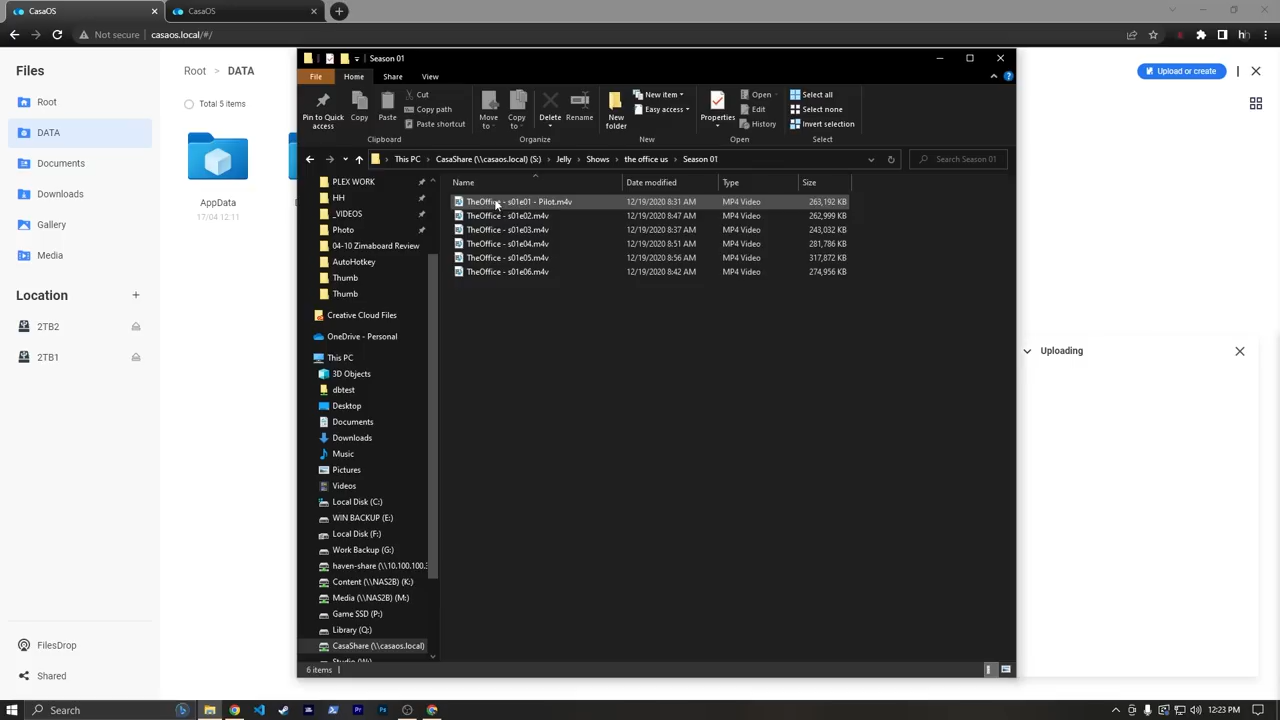 CasaOS
CasaOS
Not secure
casaos.local/#/
Files
Root > DATA
Upload or create
Total 5 items
Root
DATA
Documents
Downloads
Gallery
Media
Location
2TB2
2TB1
FilesDrop
Shared
AppData
17/04 12:11
Season 01
File Home Share View
Pin to Quick access
Copy
Paste
Cut
Copy path
Paste shortcut
Clipboard
Move to
Copy to
Delete
Rename
Organize
New folder
New item
Easy access
New
Properties
Open
Edit
History
Open
Select all
Select none
Invert selection
Select
This PC > CasaShare (\\casaos.local) (S:) > Jelly > Shows > the office us > Season 01
Search Season 01
PLEX WORK
HH
_VIDEOS
Photo
04-10 Zimaboard Review
AutoHotkey
Thumb
Thumb
Creative Cloud Files
OneDrive - Personal
This PC
3D Objects
dbtest
Desktop
Documents
Downloads
Music
Pictures
Videos
Local Disk (C:)
WIN BACKUP (E:)
Local Disk (F:)
Work Backup (G:)
haven-share (\\10.100.100.
Content (\\NAS2B) (K:)
Media (\\NAS2B) (M:)
Game SSD (P:)
Library (Q:)
CasaShare (\\casaos.local)
Name Date modified Type Size
TheOffice - s01e01 - Pilot.m4v 12/19/2020 8:31 AM MP4 Video 263,192 KB
TheOffice - s01e02.m4v 12/19/2020 8:47 AM MP4 Video 262,999 KB
TheOffice - s01e03.m4v 12/19/2020 8:37 AM MP4 Video 243,032 KB
TheOffice - s01e04.m4v 12/19/2020 8:51 AM MP4 Video 281,786 KB
TheOffice - s01e05.m4v 12/19/2020 8:56 AM MP4 Video 317,872 KB
TheOffice - s01e06.m4v 12/19/2020 8:42 AM MP4 Video 274,956 KB
6 items
Uploading
Search
12:23 PM